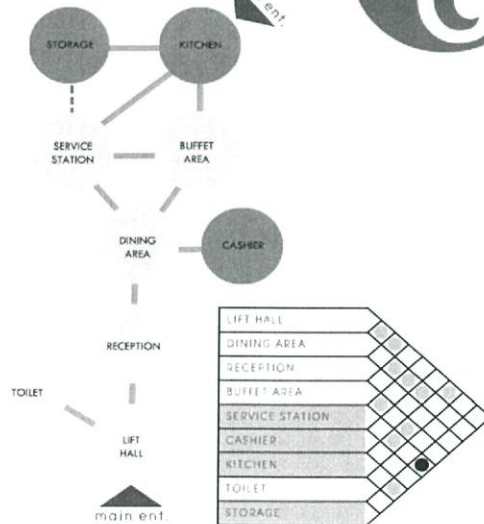 ent.
STORAGE
KITCHEN
SERVICE
STATION
BUFFET
AREA
DINING
AREA
CASHIER
RECEPTION
TOILET
LIFT
HALL
main ent.
LIFT HALL
DINING AREA
RECEPTION
BUFFET AREA
SERVICE STATION
CASHIER
KITCHEN
TOILET
STORAGE